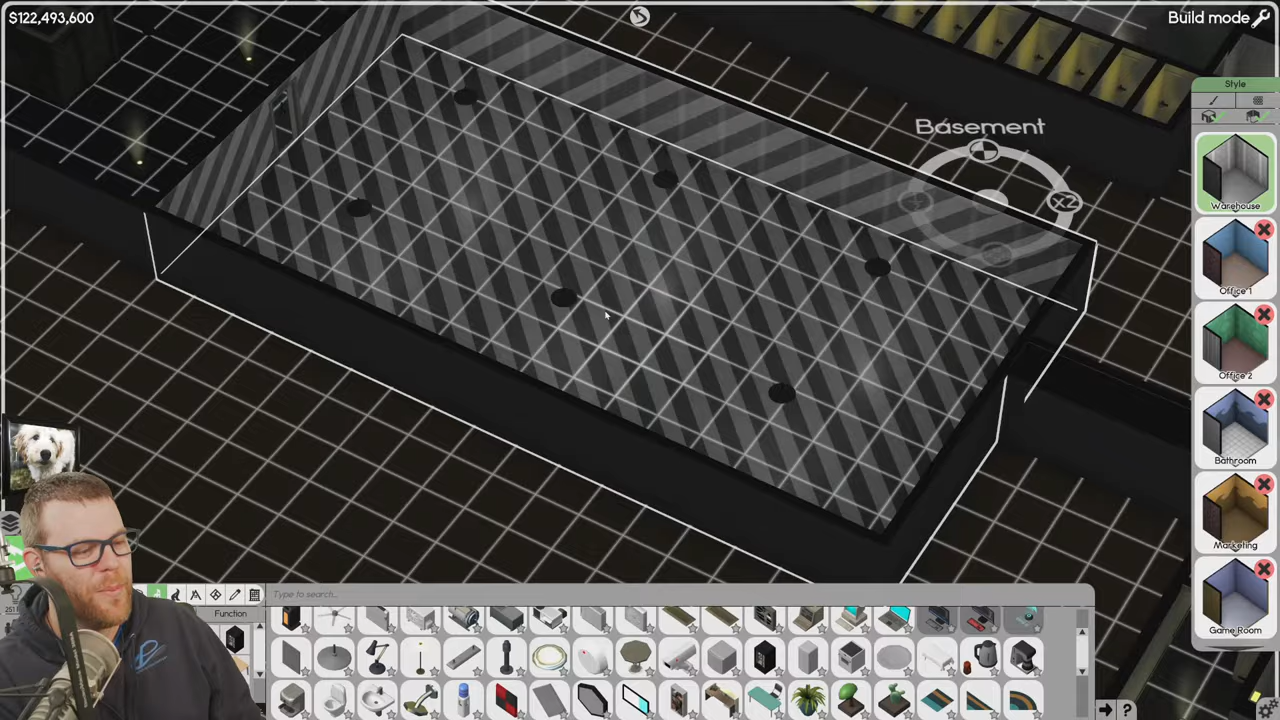 $122,493,600
Build mode
Style
Basement
X2
Warehouse
Office 1
Office 2
Bathroom
Marketing
Game Room
Type to search...
Function
?